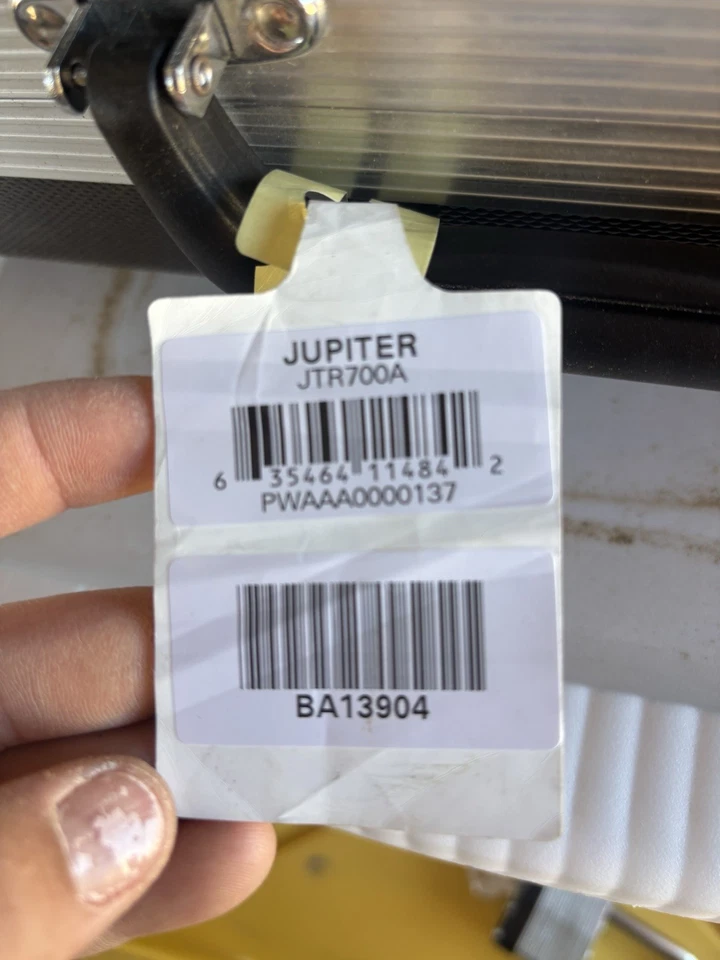 JUPITER
JTR700A
6 35464 11484 2
PWAAA0000137
BA13904